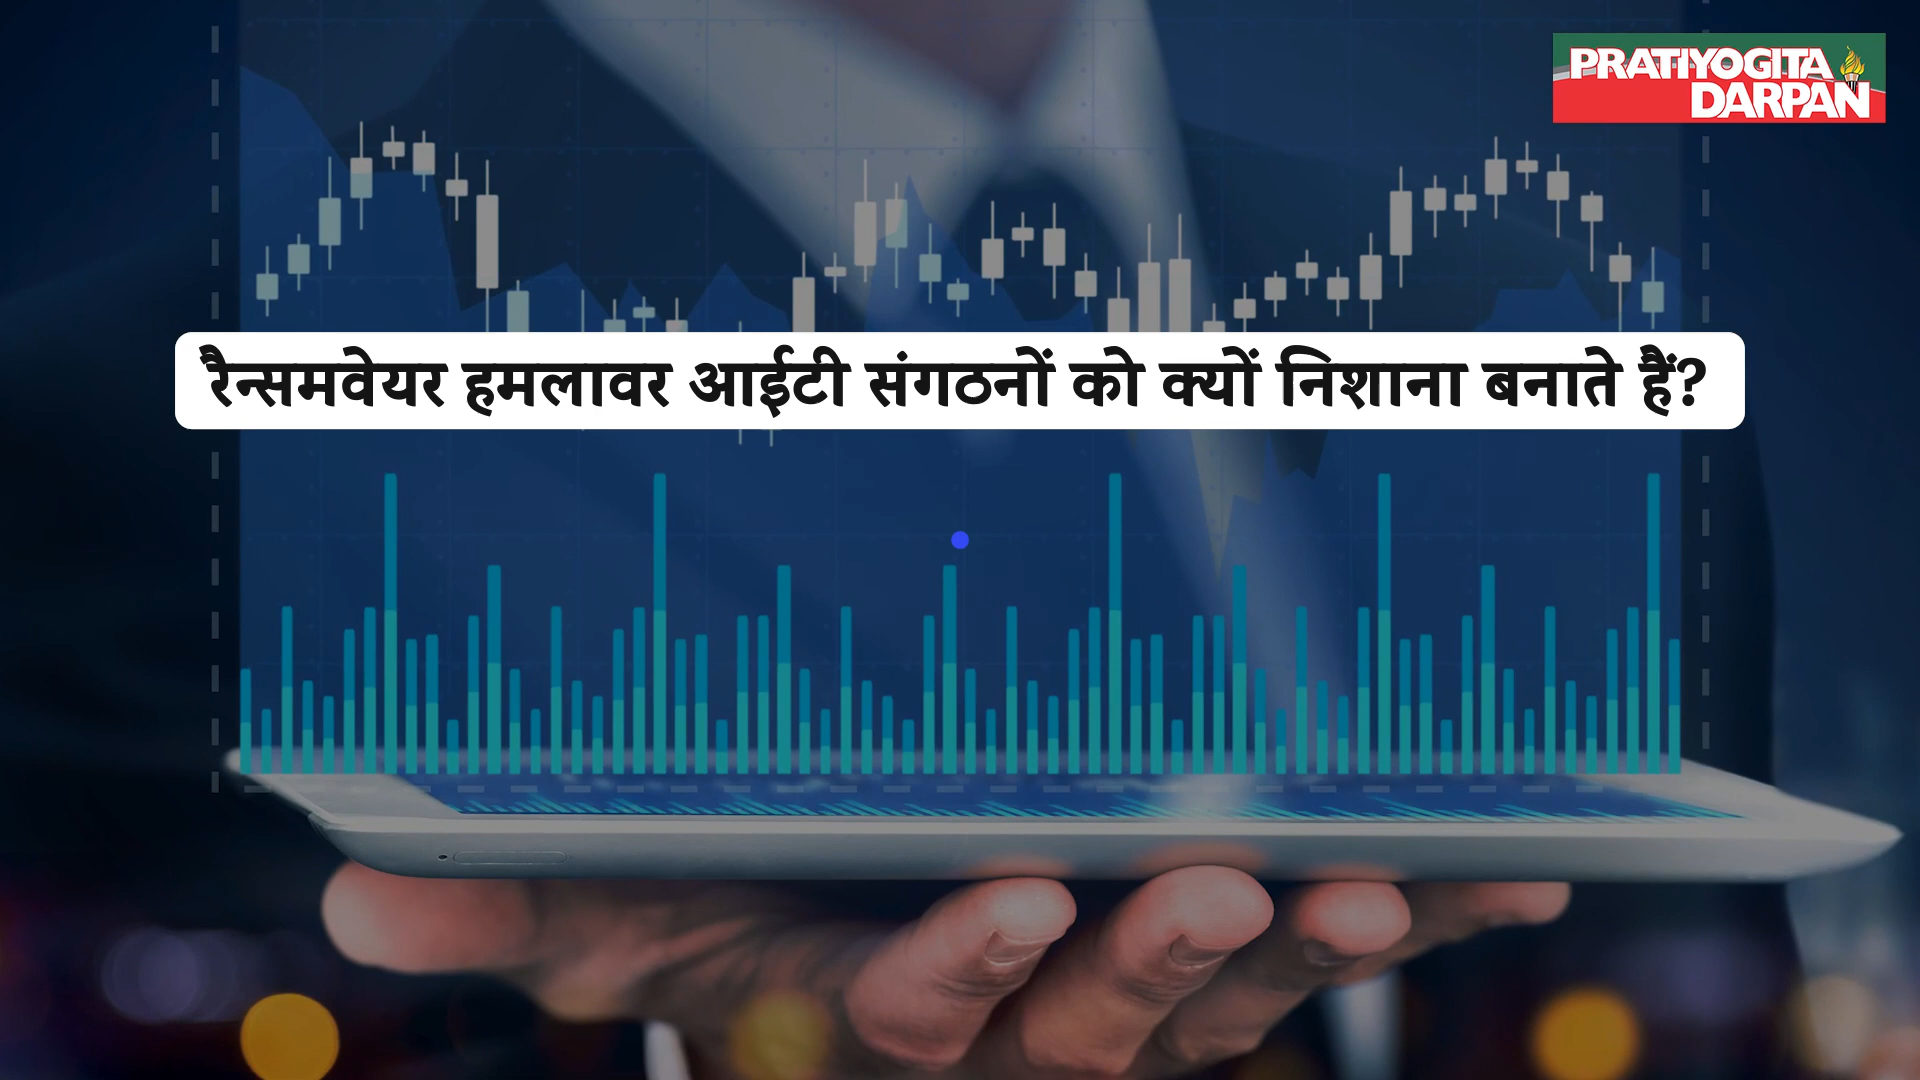 PRATIYOGITA
DARPAN
रैन्समवेयर हमलावर आईटी संगठनों को क्यों निशाना बनाते हैं?